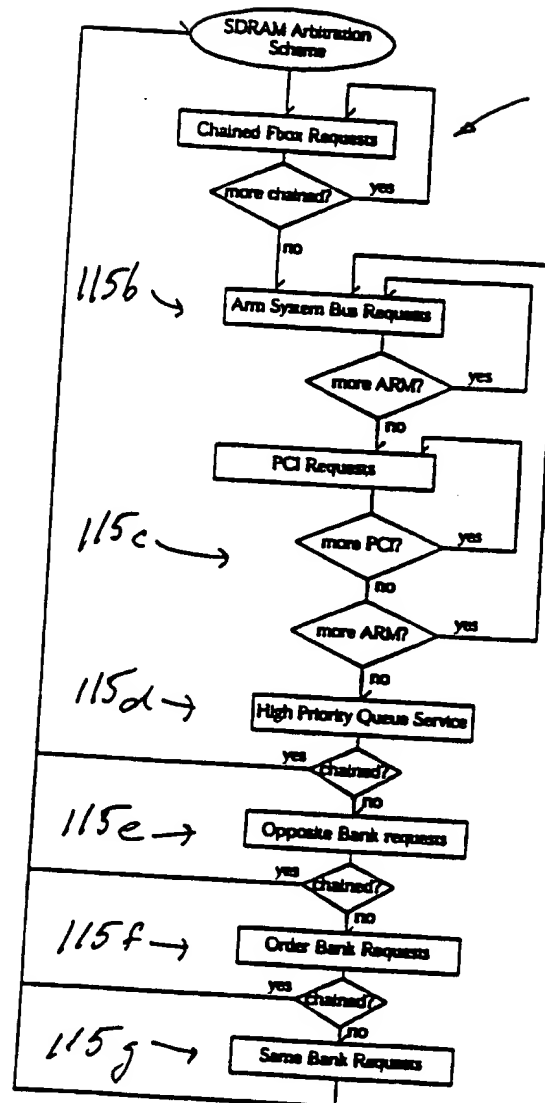 SDRAM Arbitration
Scheme
Chained Fbox Requests
more chained?
yes
no
115b
Arm System Bus Requests
more ARM?
yes
no
PCI Requests
115c
more PCI?
yes
no
more ARM?
yes
no
115d
High Priority Queue Service
yes
chained?
no
115e
Opposite Bank requests
yes
chained?
no
115f
Order Bank Requests
yes
chained?
no
115g
Same Bank Requests